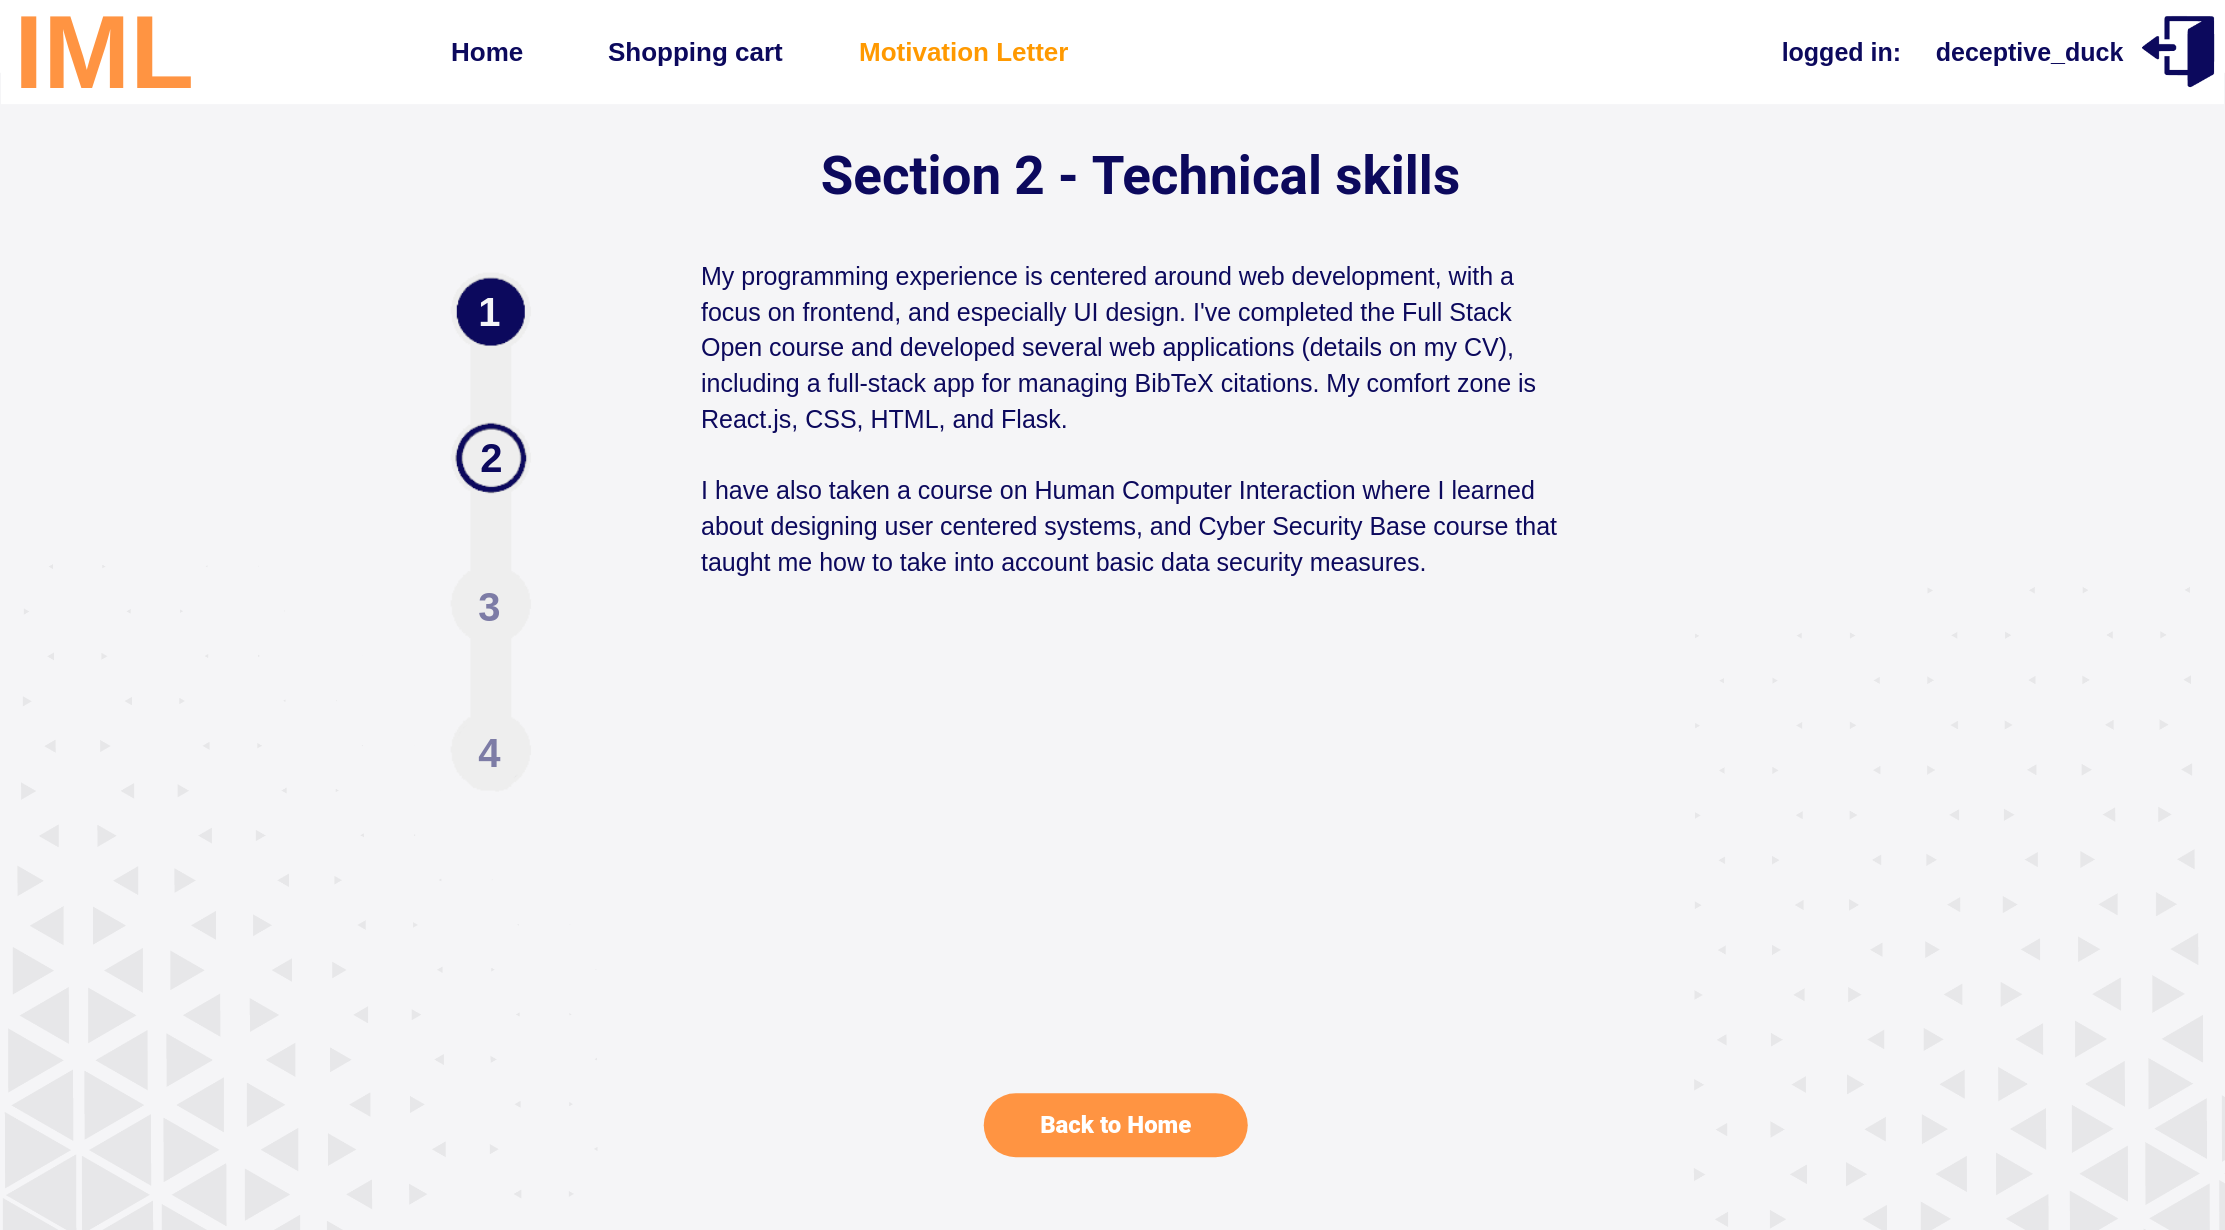 IML
Home
Shopping cart
Motivation Letter
logged in:
deceptive_duck
Section 2 - Technical skills
1
2
3
4
My programming experience is centered around web development, with a
focus on frontend, and especially UI design. I've completed the Full Stack
Open course and developed several web applications (details on my CV),
including a full-stack app for managing BibTeX citations. My comfort zone is
React.js, CSS, HTML, and Flask.
I have also taken a course on Human Computer Interaction where I learned
about designing user centered systems, and Cyber Security Base course that
taught me how to take into account basic data security measures.
Back to Home